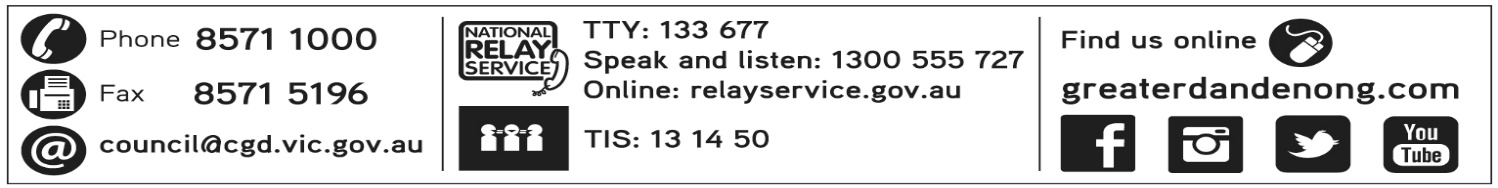 Phone 8571 1000
Fax 8571 5196
@ council@cgd.vic.gov.au
NATIONAL
RELAY
SERVICE
TTY: 133 677
Speak and listen: 1300 555 727
Online: relayservice.gov.au
TIS: 13 14 50
Find us online
greaterdandenong.com
f
You
Tube